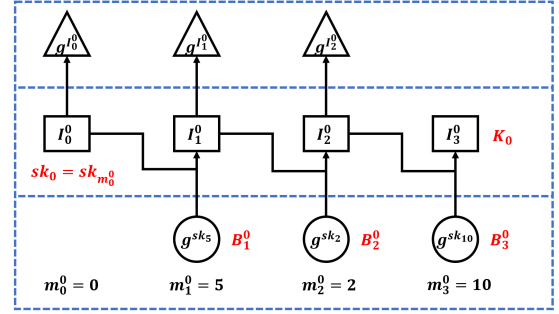 g^{I_0^0} g^{I_1^0} g^{I_2^0}
I_0^0 I_1^0 I_2^0 I_3^0 K_0
sk_0 = sk_{m_0^0}
g^{sk_5} B_1^0 g^{sk_2} B_2^0 g^{sk_{10}} B_3^0
m_0^0 = 0 m_1^0 = 5 m_2^0 = 2 m_3^0 = 10